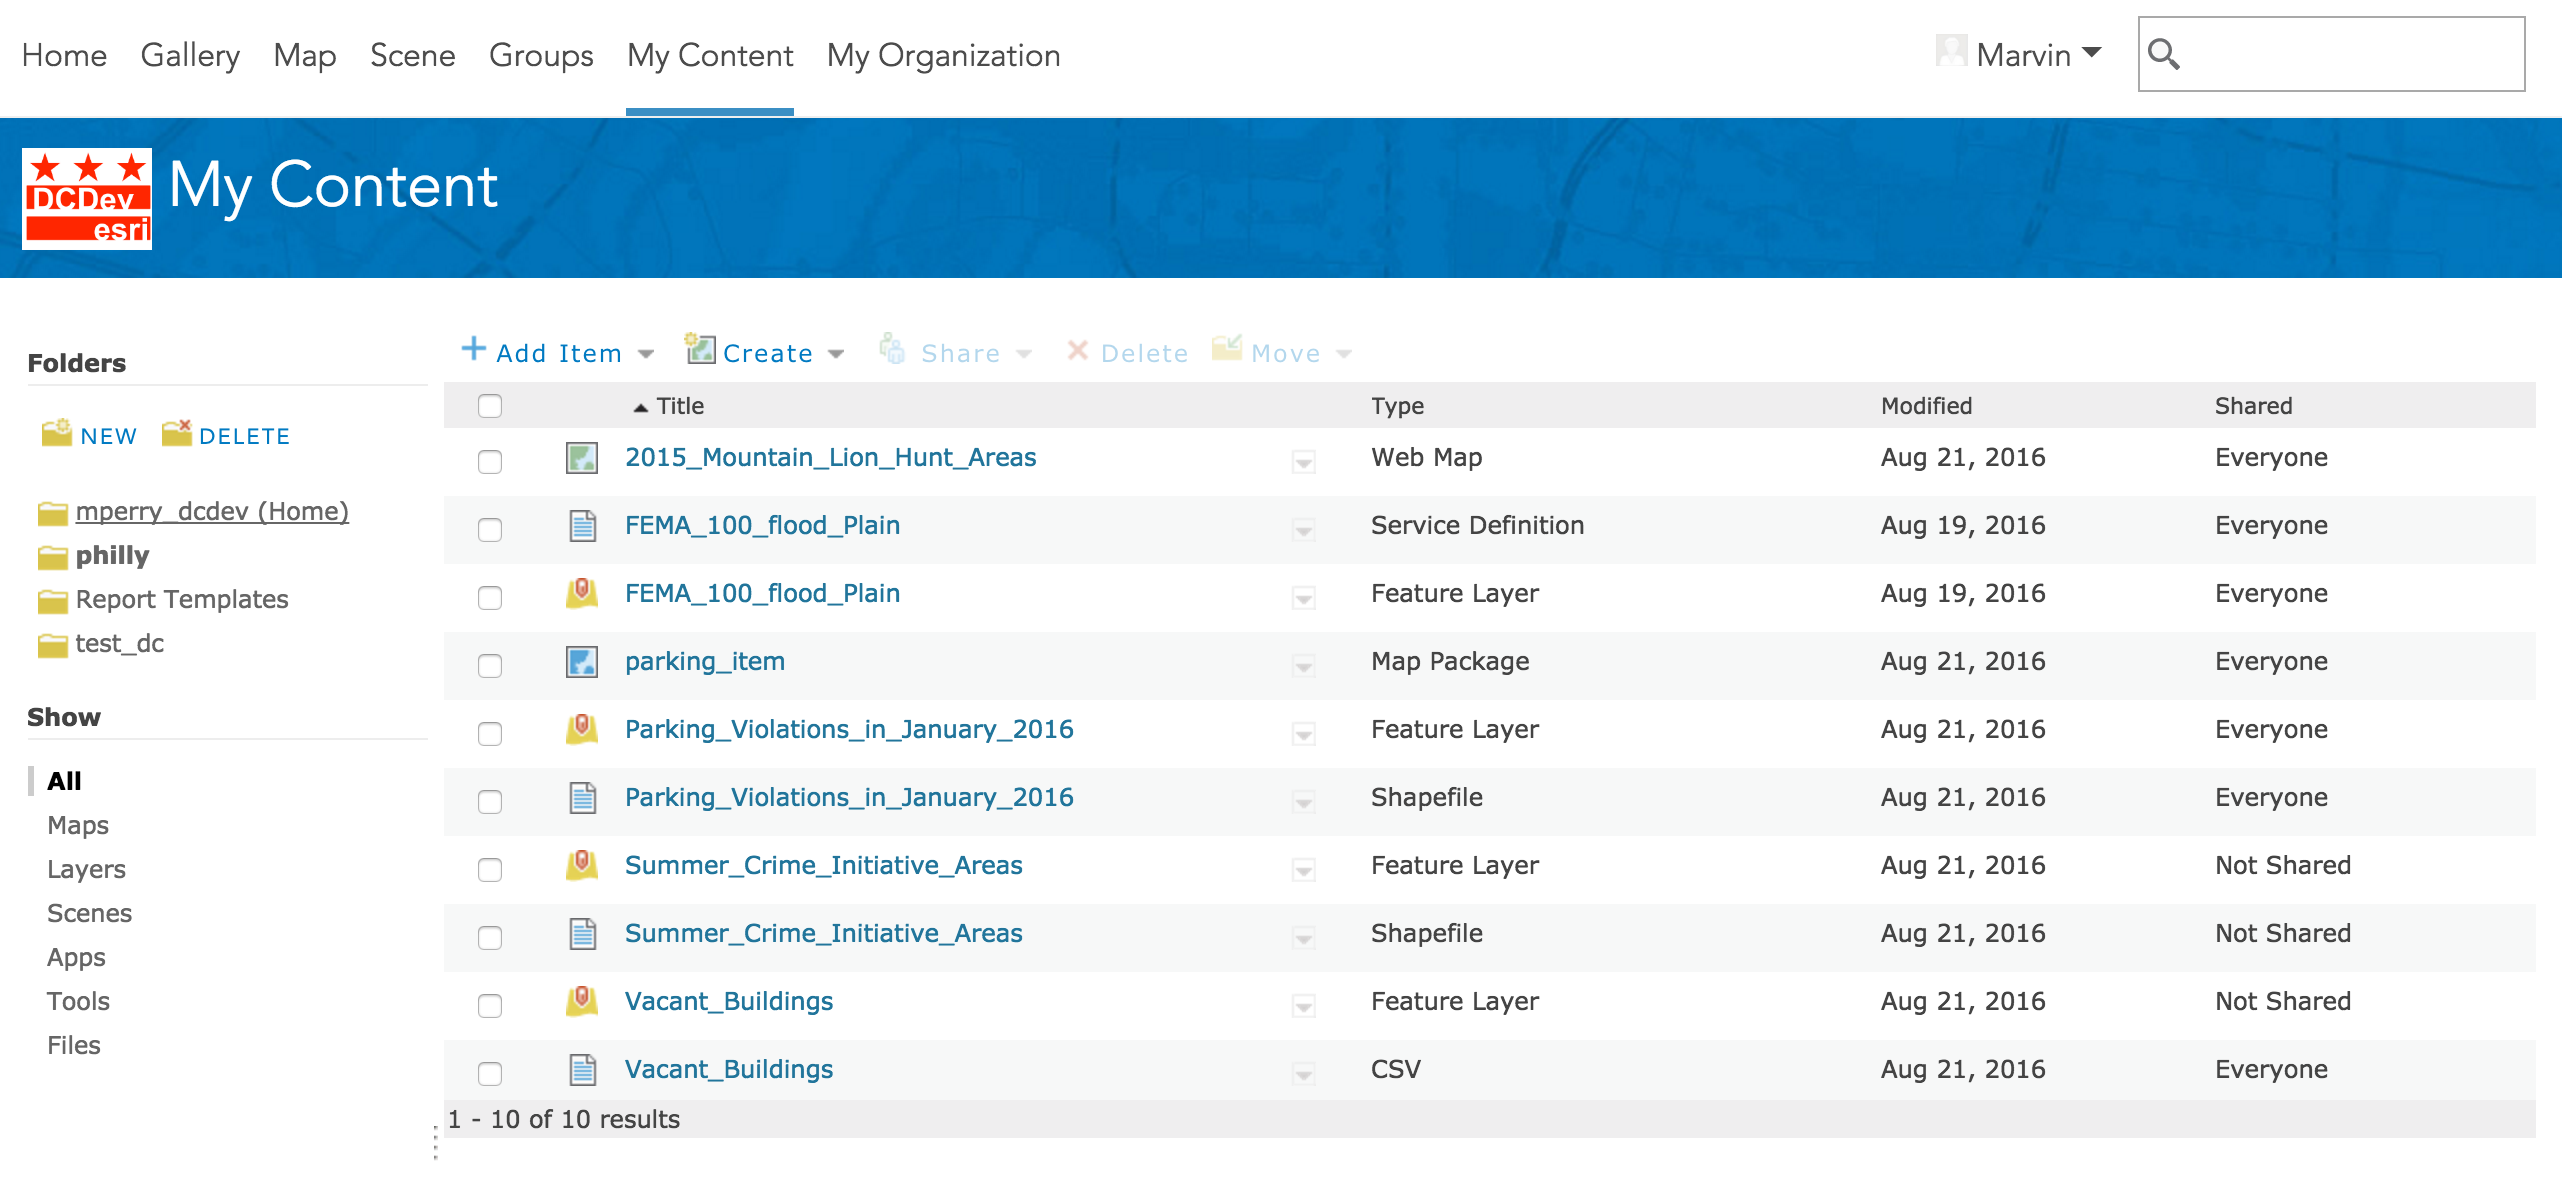 Home Gallery Map Scene Groups My Content My Organization Marvin
DCDev
esri
My Content
Folders
NEW DELETE
mperry_dcdev (Home)
philly
Report Templates
test_dc
Show
All
Maps
Layers
Scenes
Apps
Tools
Files
Add Item Create Share Delete Move
Title Type Modified Shared
2015_Mountain_Lion_Hunt_Areas Web Map Aug 21, 2016 Everyone
FEMA_100_flood_Plain Service Definition Aug 19, 2016 Everyone
FEMA_100_flood_Plain Feature Layer Aug 19, 2016 Everyone
parking_item Map Package Aug 21, 2016 Everyone
Parking_Violations_in_January_2016 Feature Layer Aug 21, 2016 Everyone
Parking_Violations_in_January_2016 Shapefile Aug 21, 2016 Everyone
Summer_Crime_Initiative_Areas Feature Layer Aug 21, 2016 Not Shared
Summer_Crime_Initiative_Areas Shapefile Aug 21, 2016 Not Shared
Vacant_Buildings Feature Layer Aug 21, 2016 Not Shared
Vacant_Buildings CSV Aug 21, 2016 Everyone
1 - 10 of 10 results